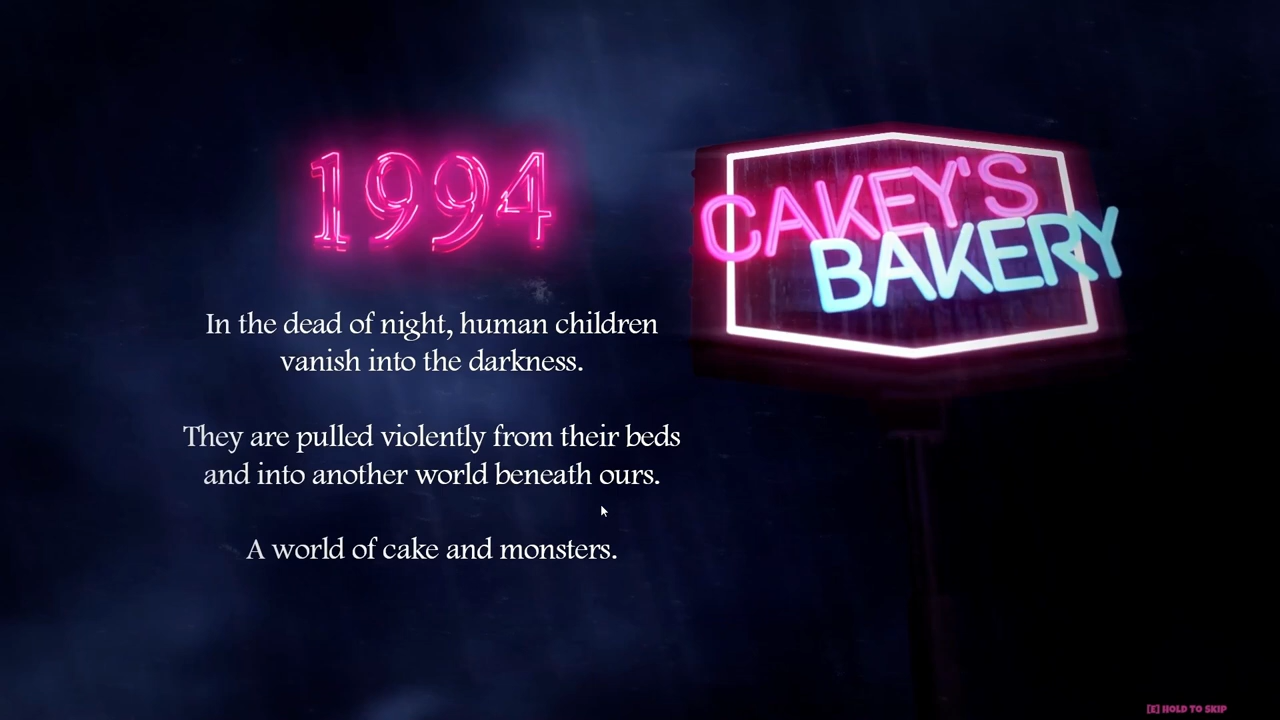 1994
CAKEY'S
BAKERY
In the dead of night, human children
vanish into the darkness.
They are pulled violently from their beds
and into another world beneath ours.
A world of cake and monsters.
[E] HOLD TO SKIP